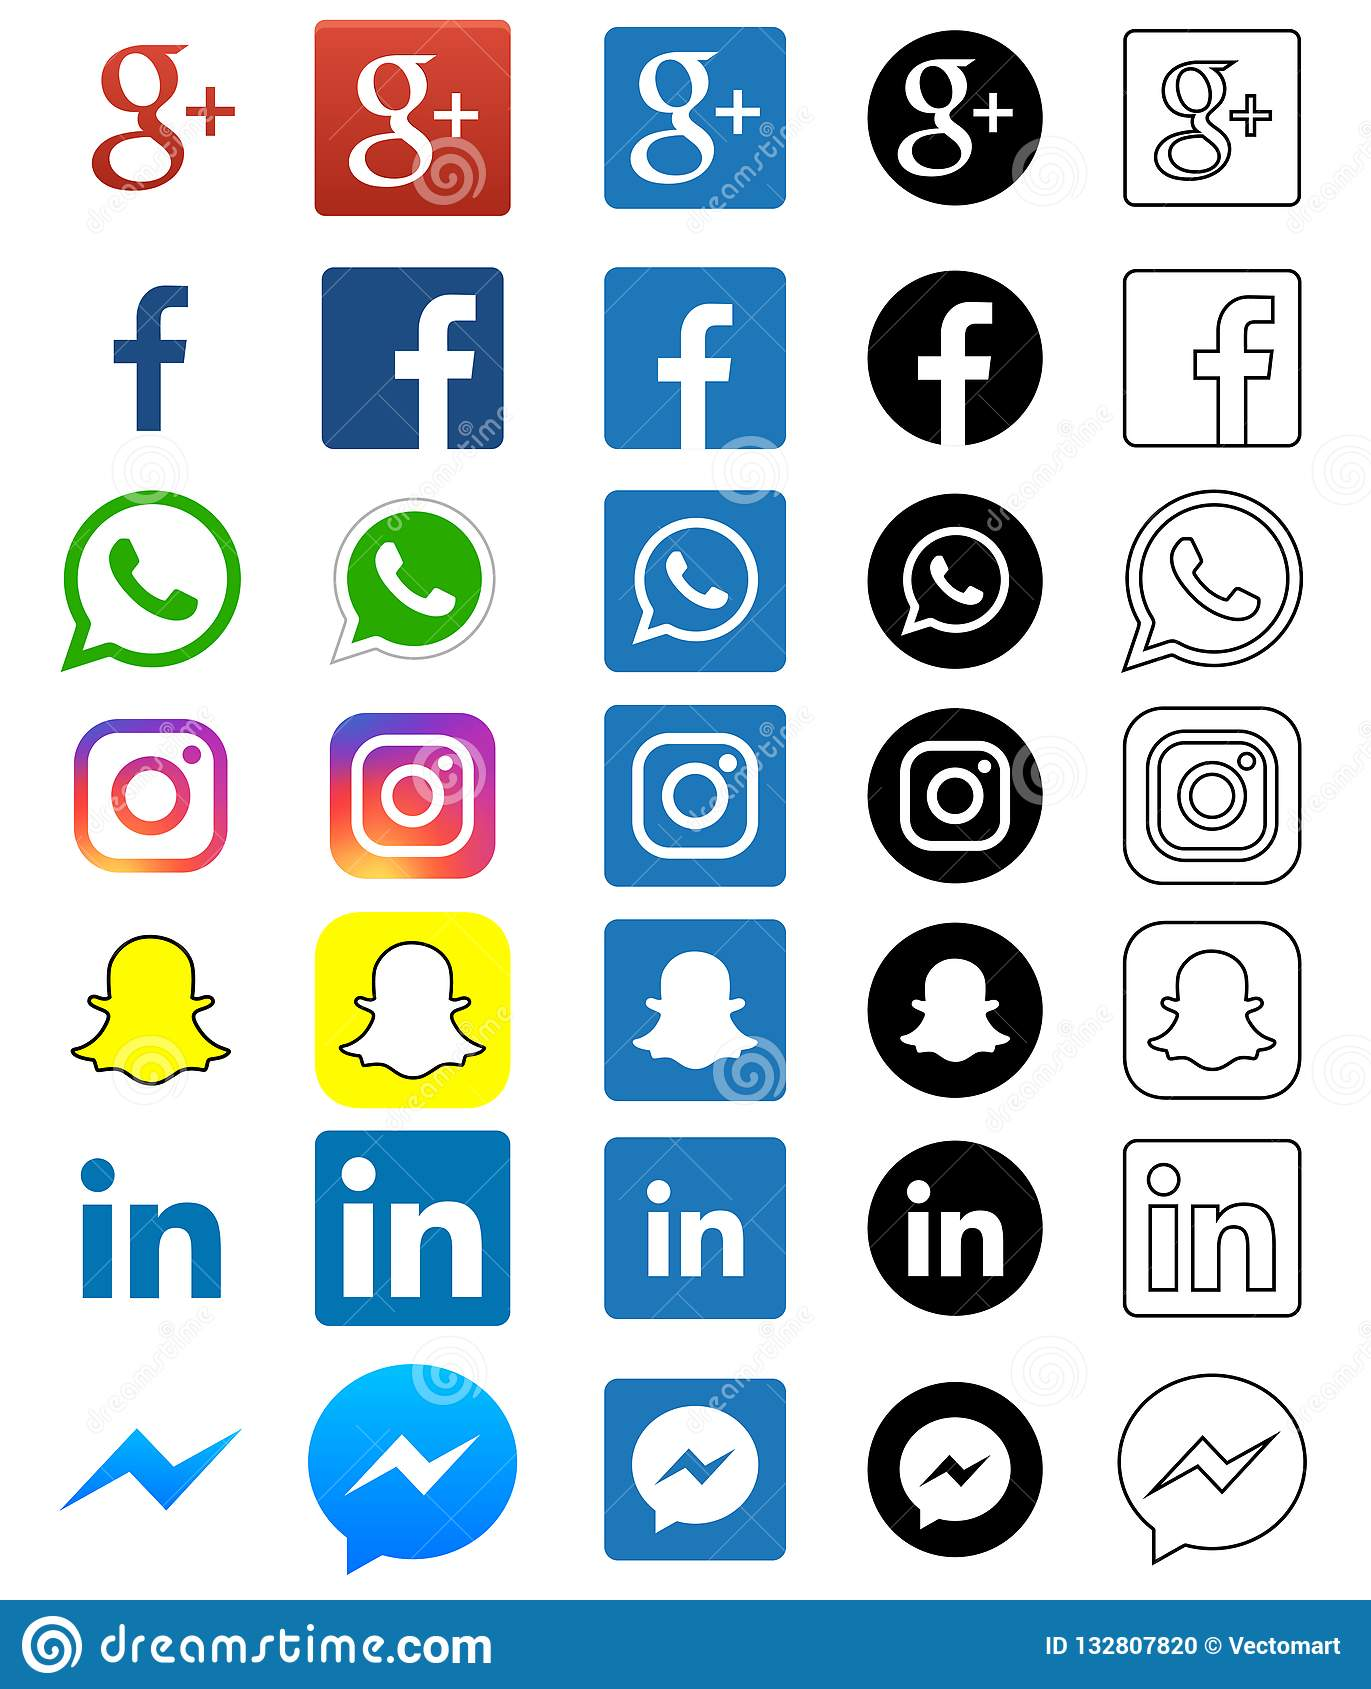 g+ g+ g+ g+ g+
f f f f f
in in in in in
dreamstime.com
ID 132807820 © Vectomart